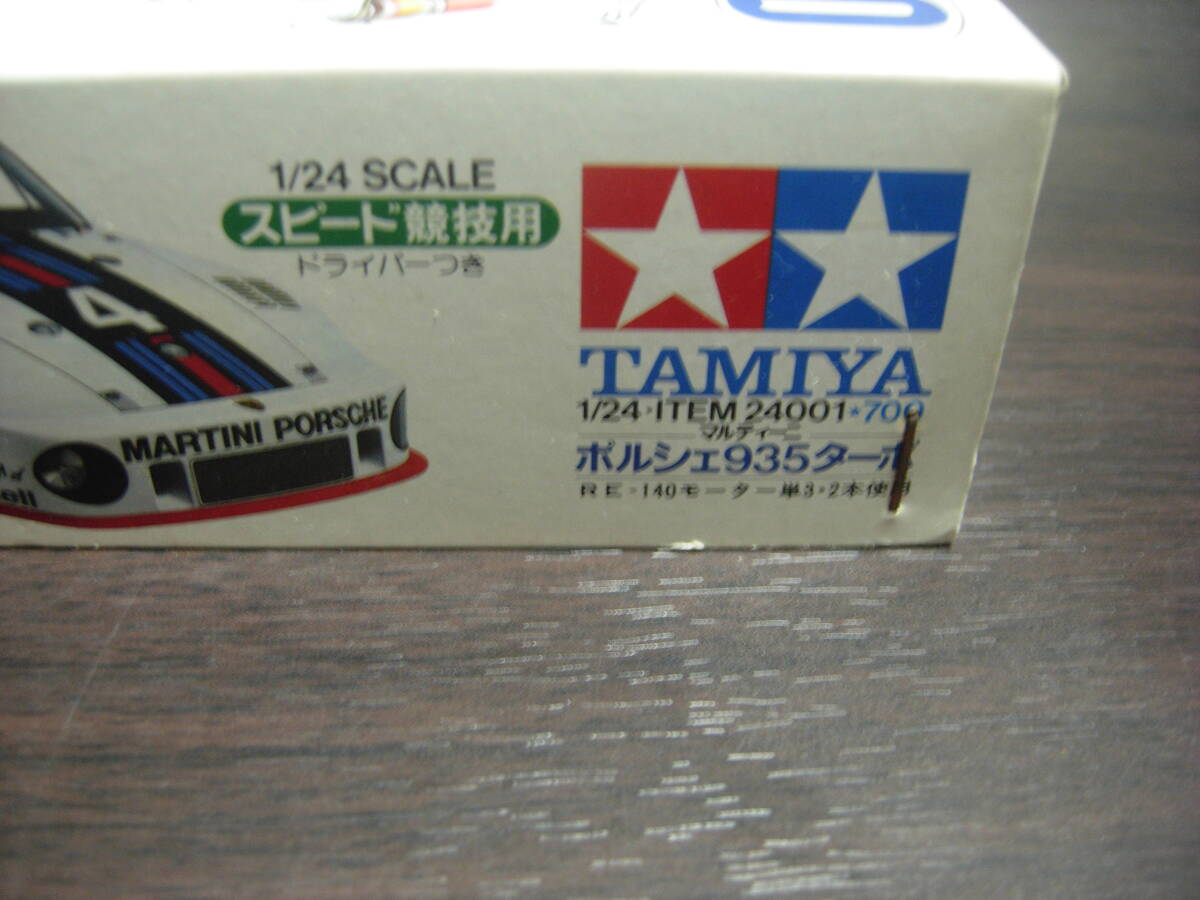 1/24 SCALE
スピード競技用
ドライバーつき
4
MARTINI PORSCHE
TAMIYA
1/24・ITEM 24001★700
マルティーニ
ポルシェ935ターボ
RE・140モーター単3・2本使用